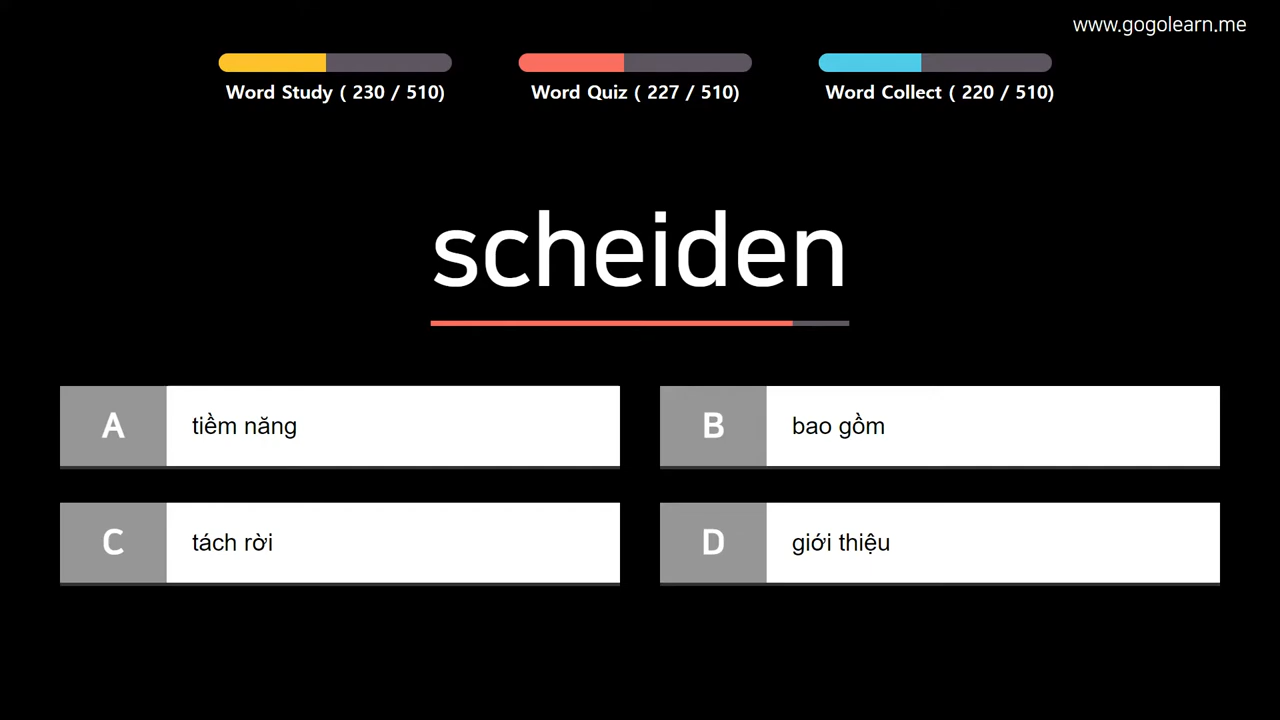 www.gogolearn.me
Word Study ( 230 / 510)
Word Quiz ( 227 / 510)
Word Collect ( 220 / 510)
scheiden
A tiềm năng
B bao gồm
C tách rời
D giới thiệu